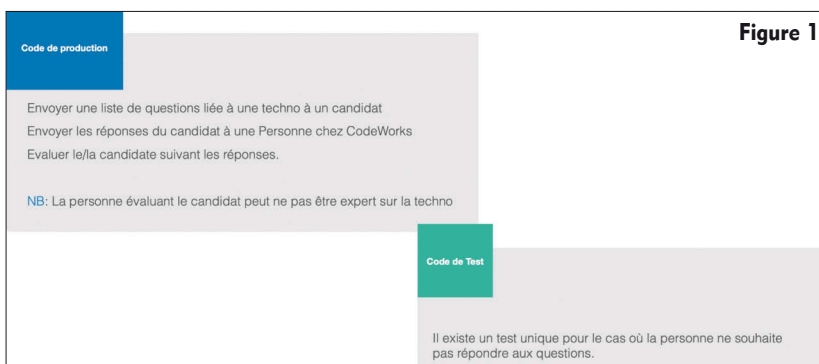 Figure 1
Code de production
Envoyer une liste de questions liée à une techno à un candidat
Envoyer les réponses du candidat à une Personne chez CodeWorks
Evaluer le/la candidate suivant les réponses.
NB: La personne évaluant le candidat peut ne pas être expert sur la techno
Code de Test
Il existe un test unique pour le cas où la personne ne souhaite
pas répondre aux questions.